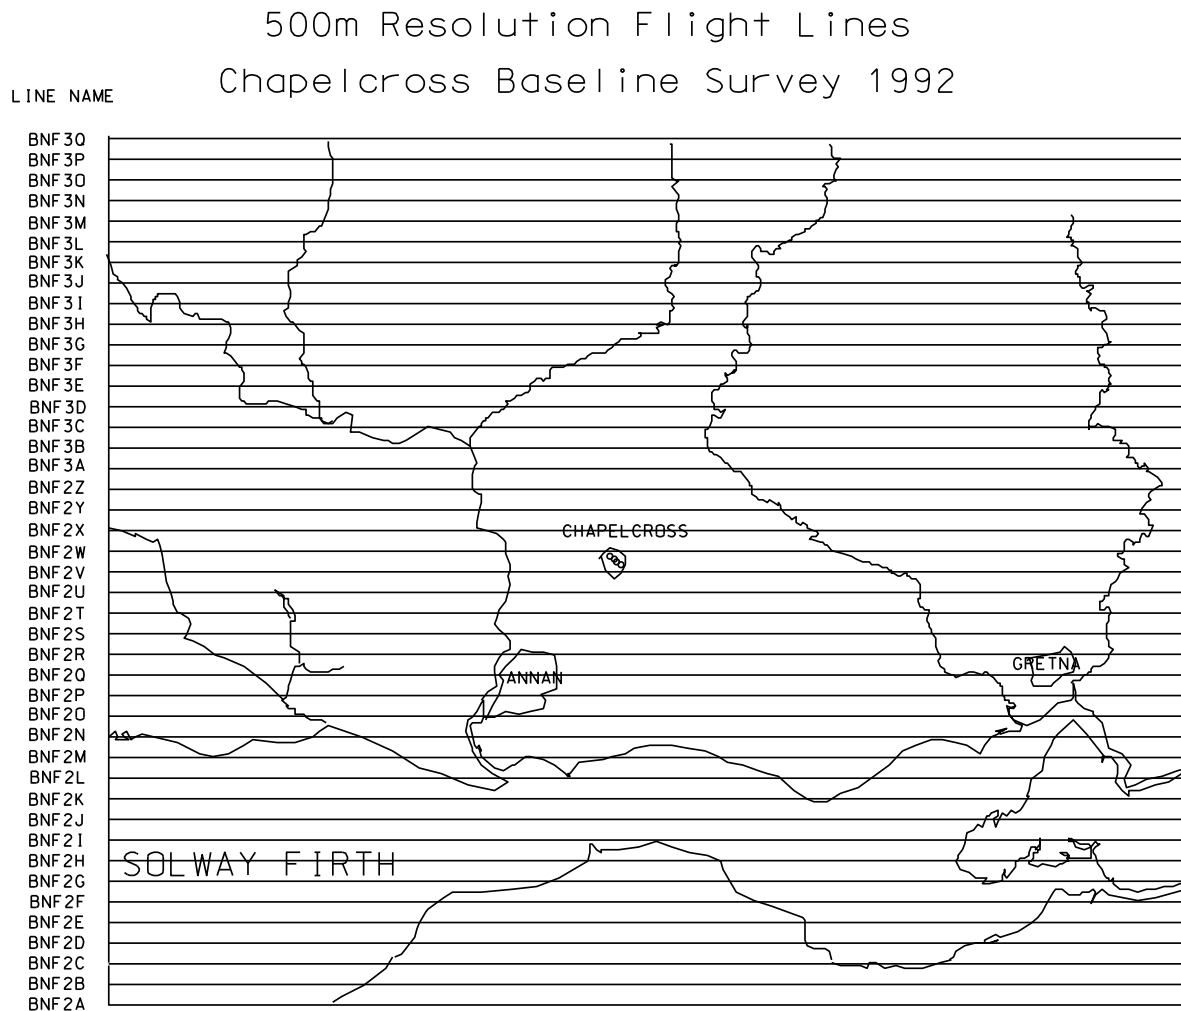 500m Resolution Flight Lines
Chapelcross Baseline Survey 1992
LINE NAME
BNF3Q
BNF3P
BNF3O
BNF3N
BNF3M
BNF3L
BNF3K
BNF3J
BNF3I
BNF3H
BNF3G
BNF3F
BNF3E
BNF3D
BNF3C
BNF3B
BNF3A
BNF2Z
BNF2Y
BNF2X
CHAPELCROSS
BNF2W
BNF2V
BNF2U
BNF2T
BNF2S
BNF2R
GRETNA
BNF2Q
ANNAN
BNF2P
BNF2O
BNF2N
BNF2M
BNF2L
BNF2K
BNF2J
BNF2I
BNF2H
SOLWAY FIRTH
BNF2G
BNF2F
BNF2E
BNF2D
BNF2C
BNF2B
BNF2A